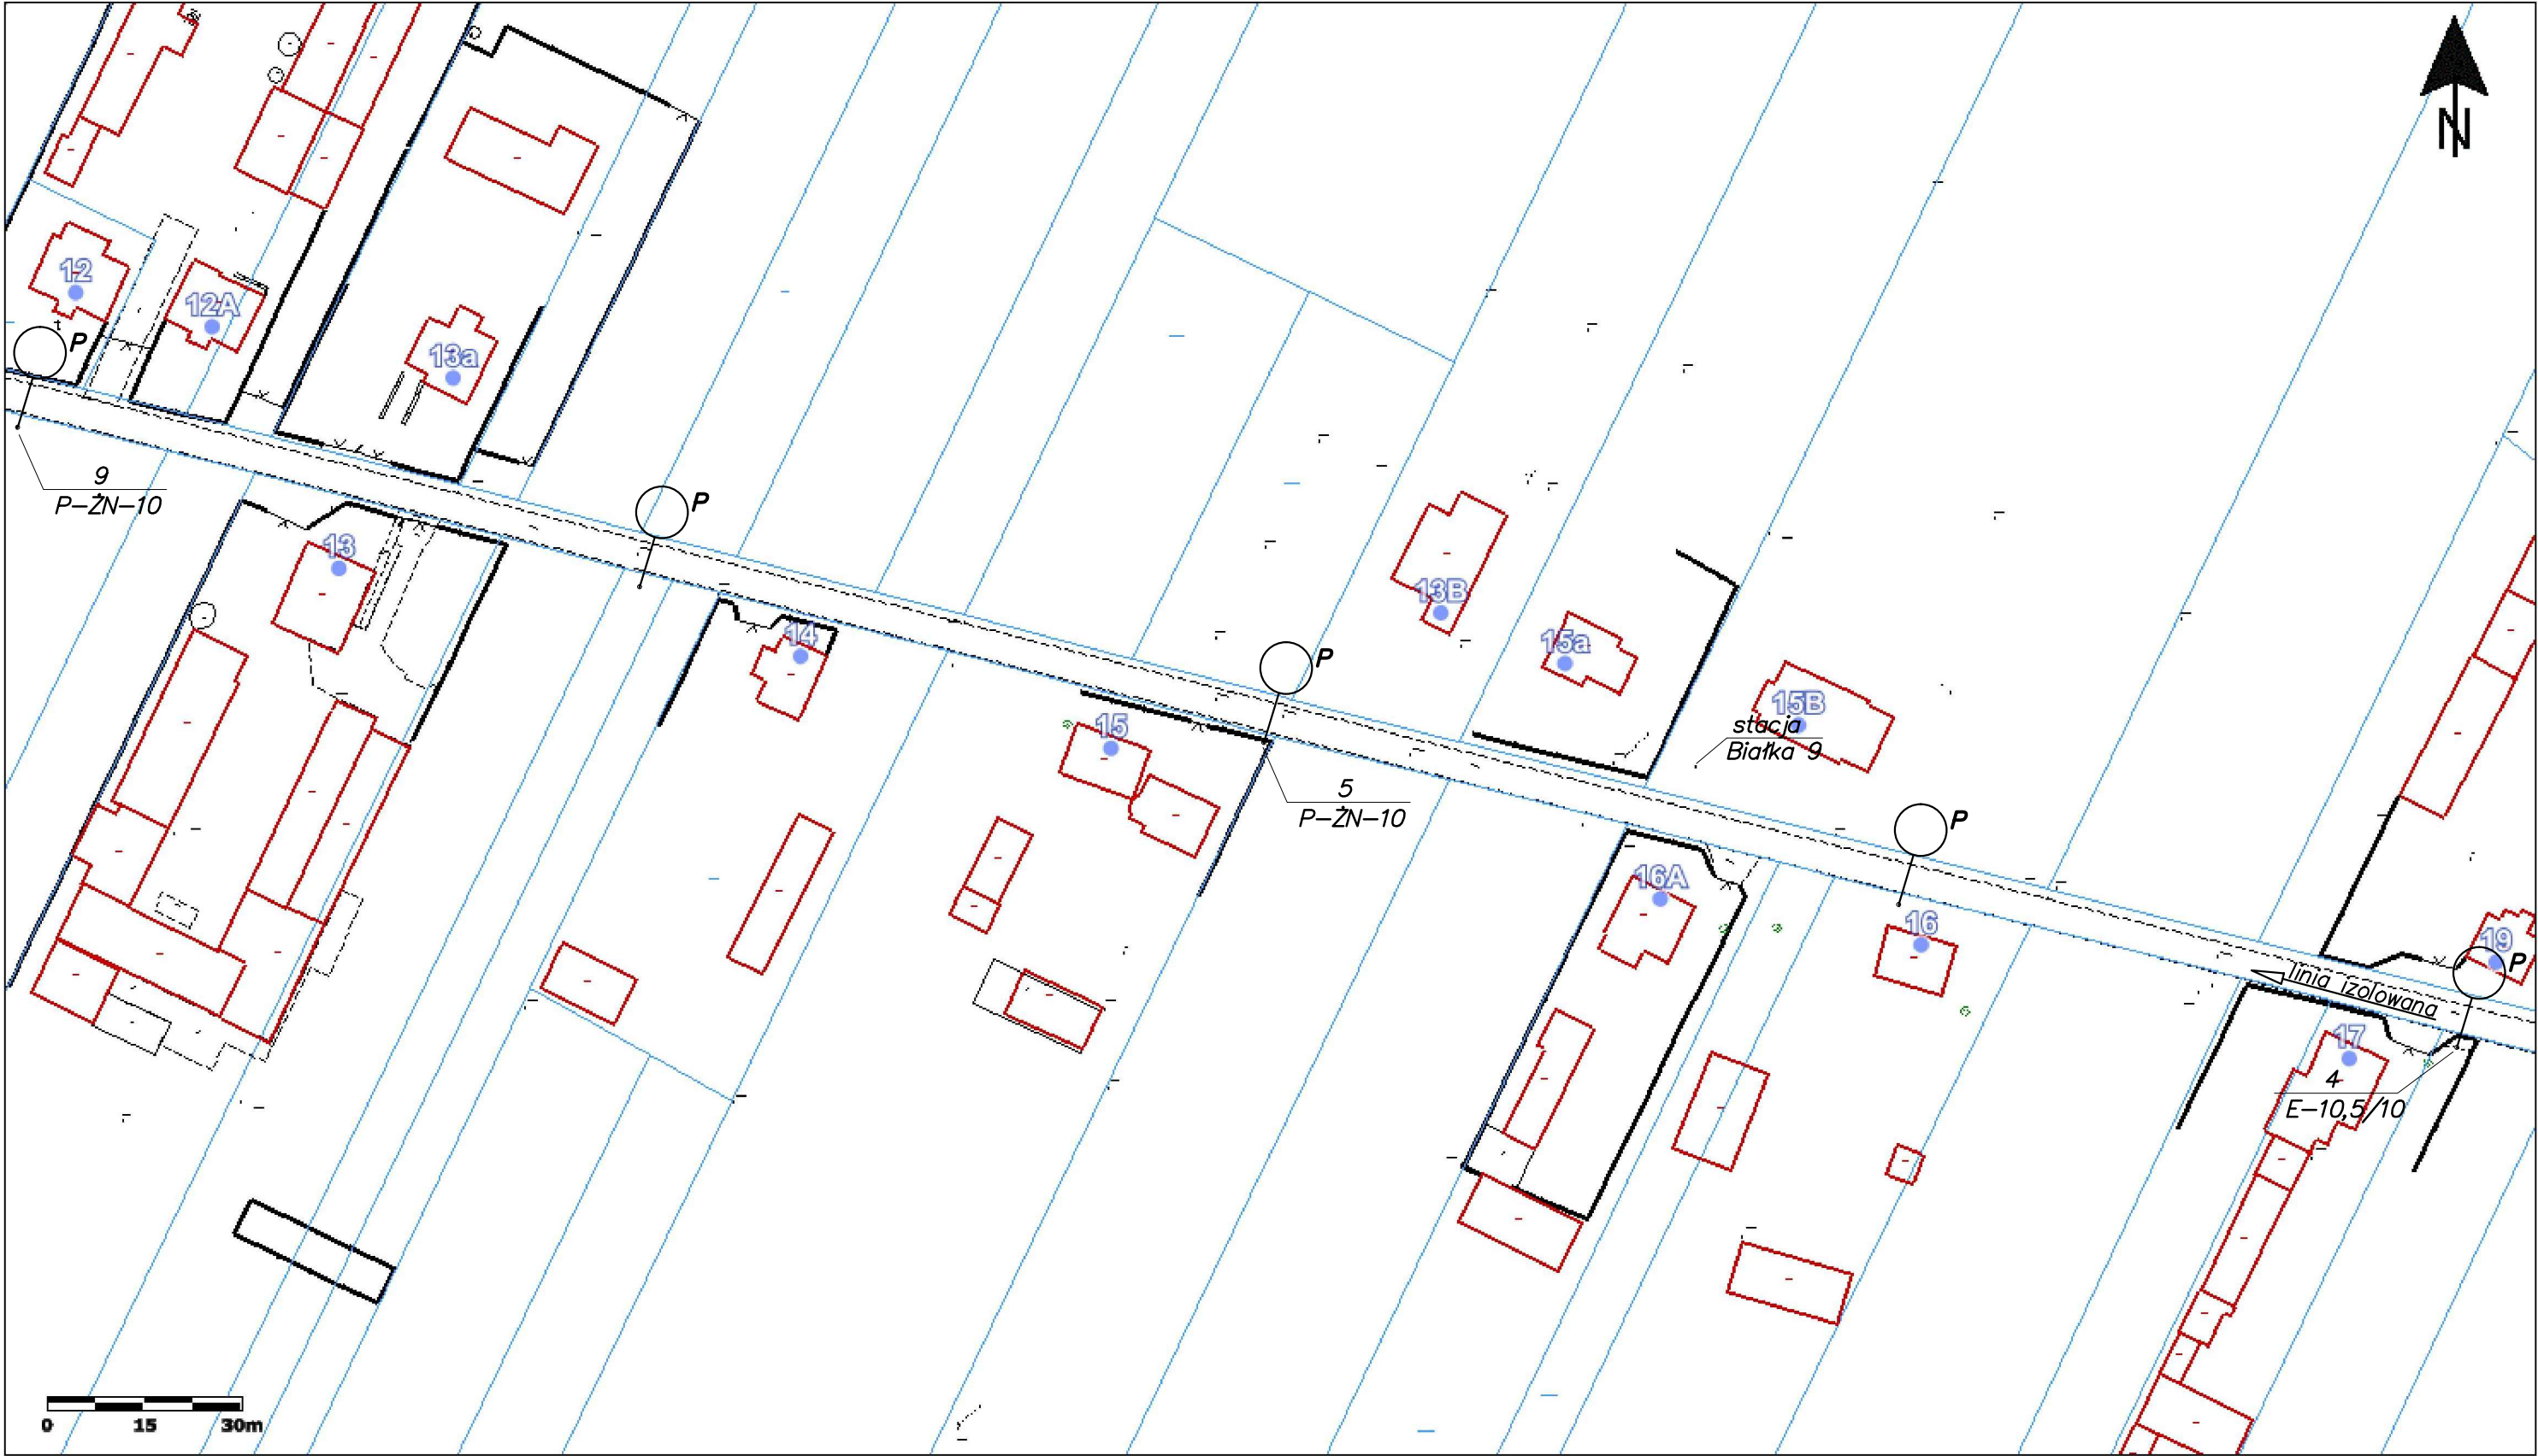 N
12
12A
t
P
13a
9
P-ŻN-10
P
13
13B
14
15a
P
15
15B
stacja
Białka 9
5
P-ŻN-10
P
16A
16
19
P
linia izolowana
17
4
E-10,5/10
0 15 30m